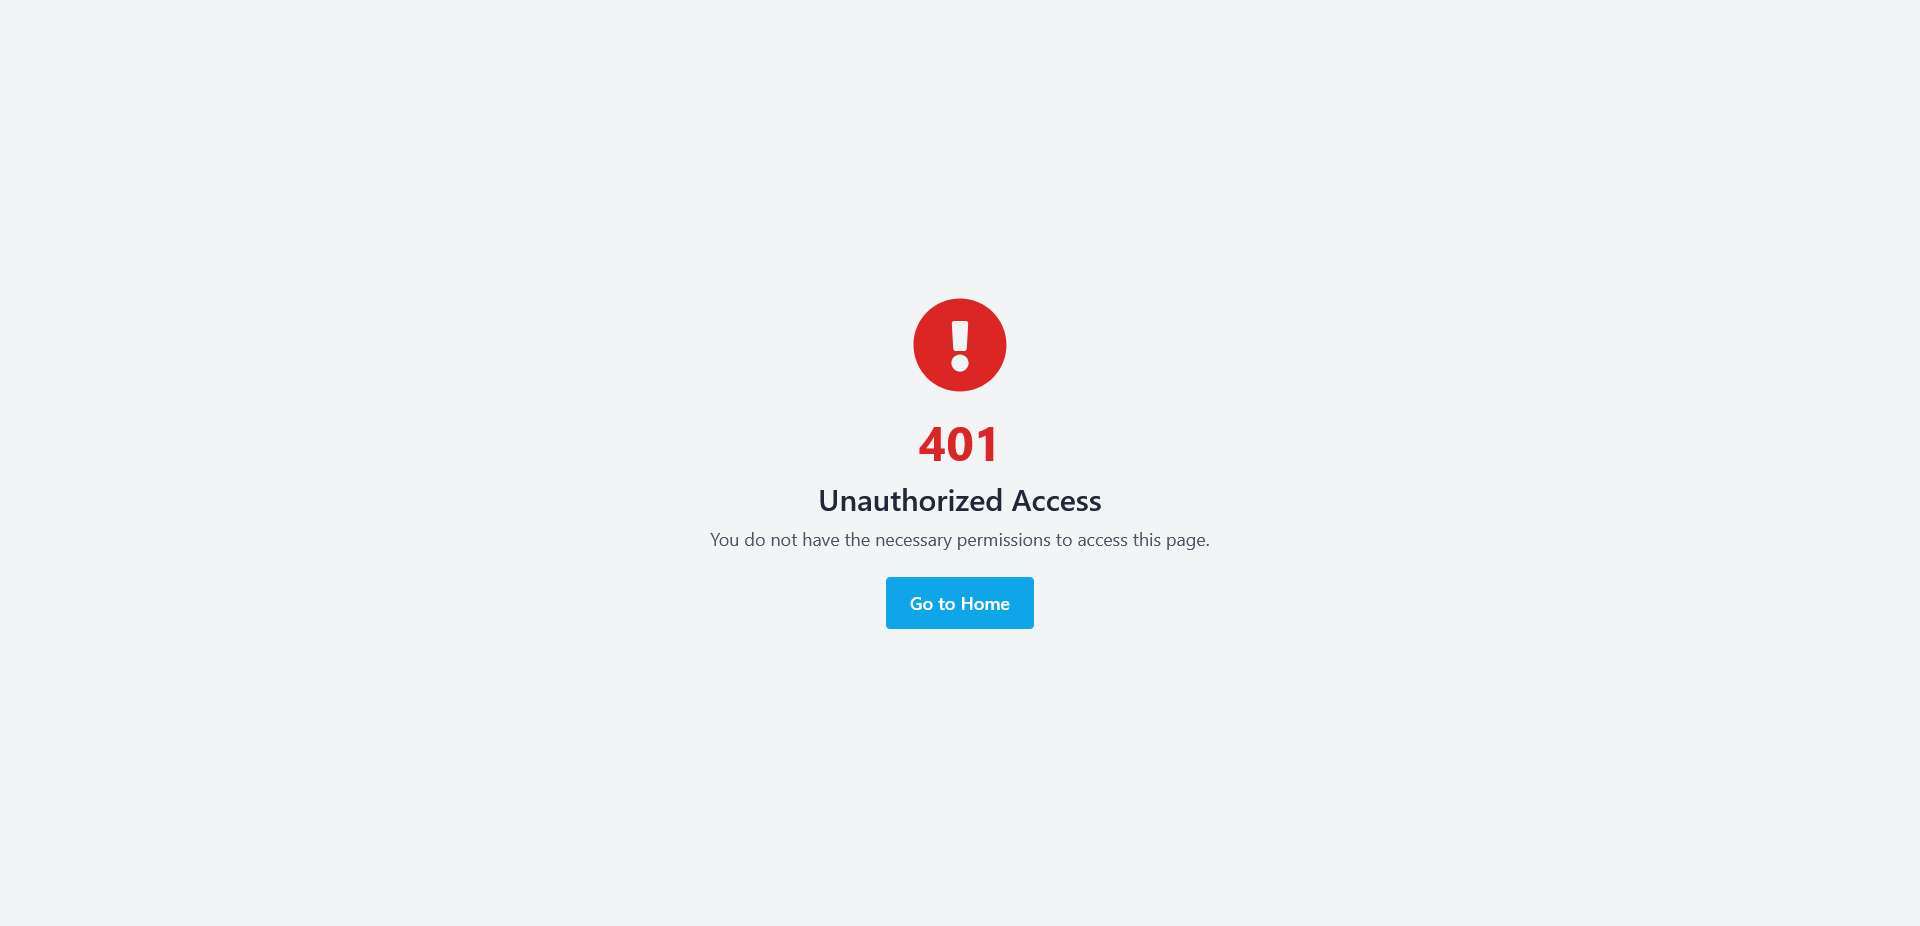 401
Unauthorized Access
You do not have the necessary permissions to access this page.
Go to Home